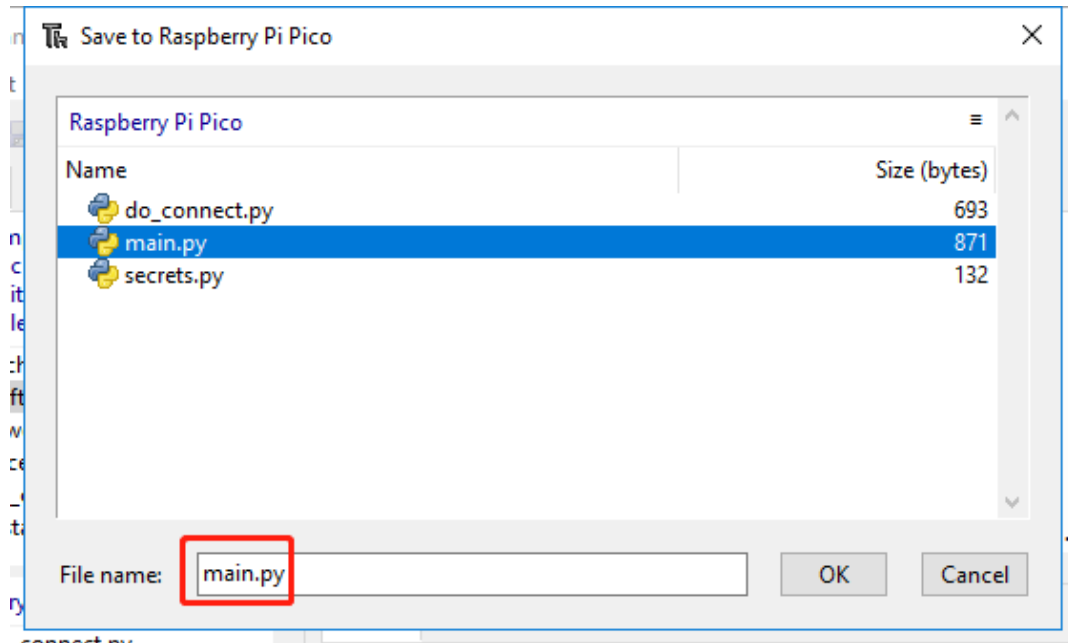 Save to Raspberry Pi Pico
Raspberry Pi Pico
Name Size (bytes)
do_connect.py 693
main.py 871
secrets.py 132
File name: main.py OK Cancel